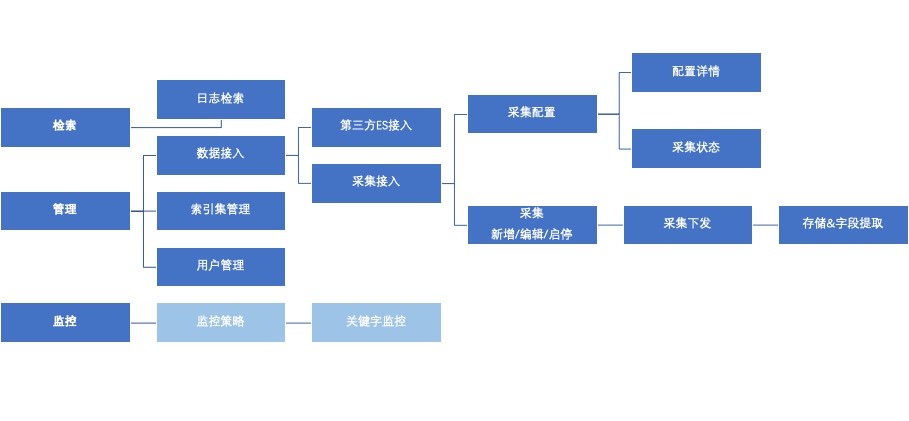 检索
日志检索
管理
数据接入
索引集管理
用户管理
第三方ES接入
采集接入
采集配置
配置详情
采集状态
采集
新增/编辑/启停
采集下发
存储&字段提取
监控
监控策略
关键字监控